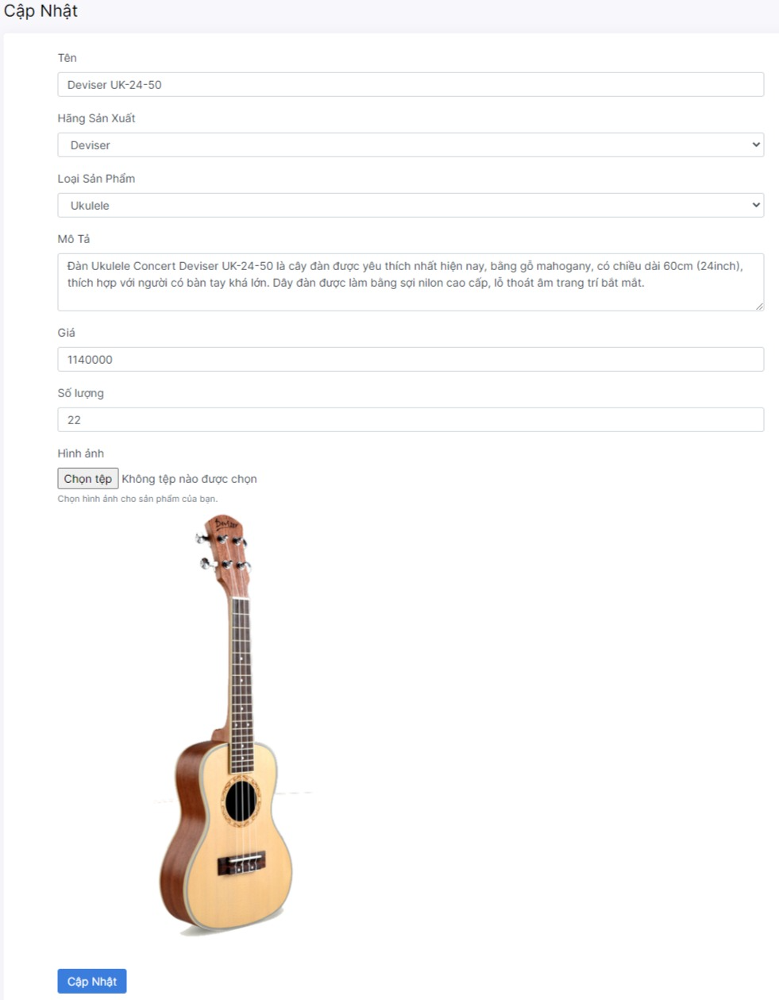 Cập Nhật
Tên
Deviser UK-24-50
Hãng Sản Xuất
Deviser
Loại Sản Phẩm
Ukulele
Mô Tả
Đàn Ukulele Concert Deviser UK-24-50 là cây đàn được yêu thích nhất hiện nay, bằng gỗ mahogany, có chiều dài 60cm (24inch),
thích hợp với người có bàn tay khá lớn. Dây đàn được làm bằng sợi nilon cao cấp, lỗ thoát âm trang trí bắt mắt.
Giá
1140000
Số lượng
22
Hình ảnh
Chọn tệp Không tệp nào được chọn
Chọn hình ảnh cho sản phẩm của bạn.
Deviser
Cập Nhật